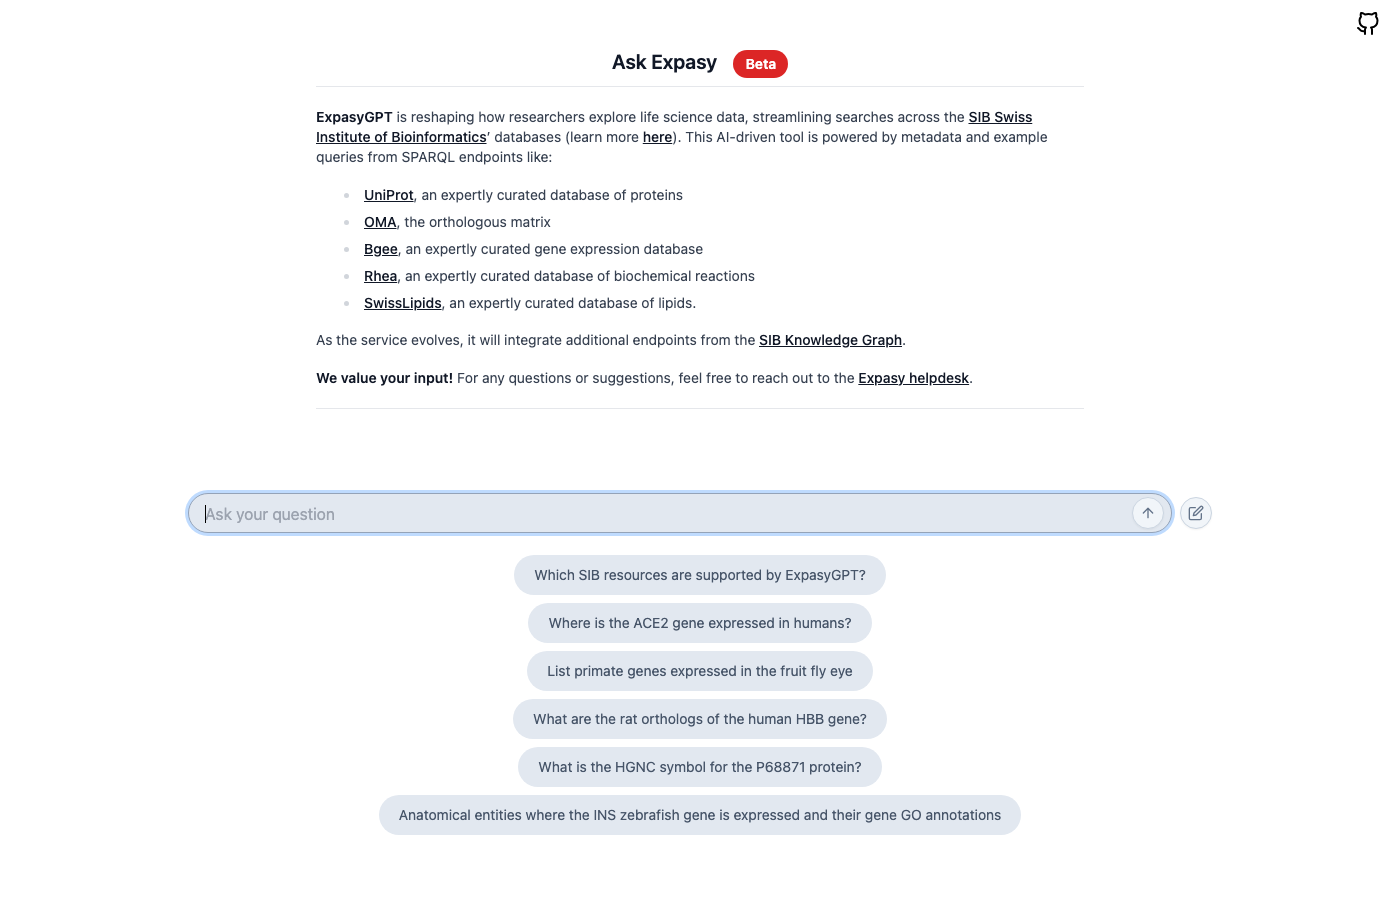 Ask Expasy Beta
ExpasyGPT is reshaping how researchers explore life science data, streamlining searches across the SIB Swiss
Institute of Bioinformatics' databases (learn more here). This AI-driven tool is powered by metadata and example
queries from SPARQL endpoints like:
UniProt, an expertly curated database of proteins
OMA, the orthologous matrix
Bgee, an expertly curated gene expression database
Rhea, an expertly curated database of biochemical reactions
SwissLipids, an expertly curated database of lipids.
As the service evolves, it will integrate additional endpoints from the SIB Knowledge Graph.
We value your input! For any questions or suggestions, feel free to reach out to the Expasy helpdesk.
Ask your question
Which SIB resources are supported by ExpasyGPT?
Where is the ACE2 gene expressed in humans?
List primate genes expressed in the fruit fly eye
What are the rat orthologs of the human HBB gene?
What is the HGNC symbol for the P68871 protein?
Anatomical entities where the INS zebrafish gene is expressed and their gene GO annotations